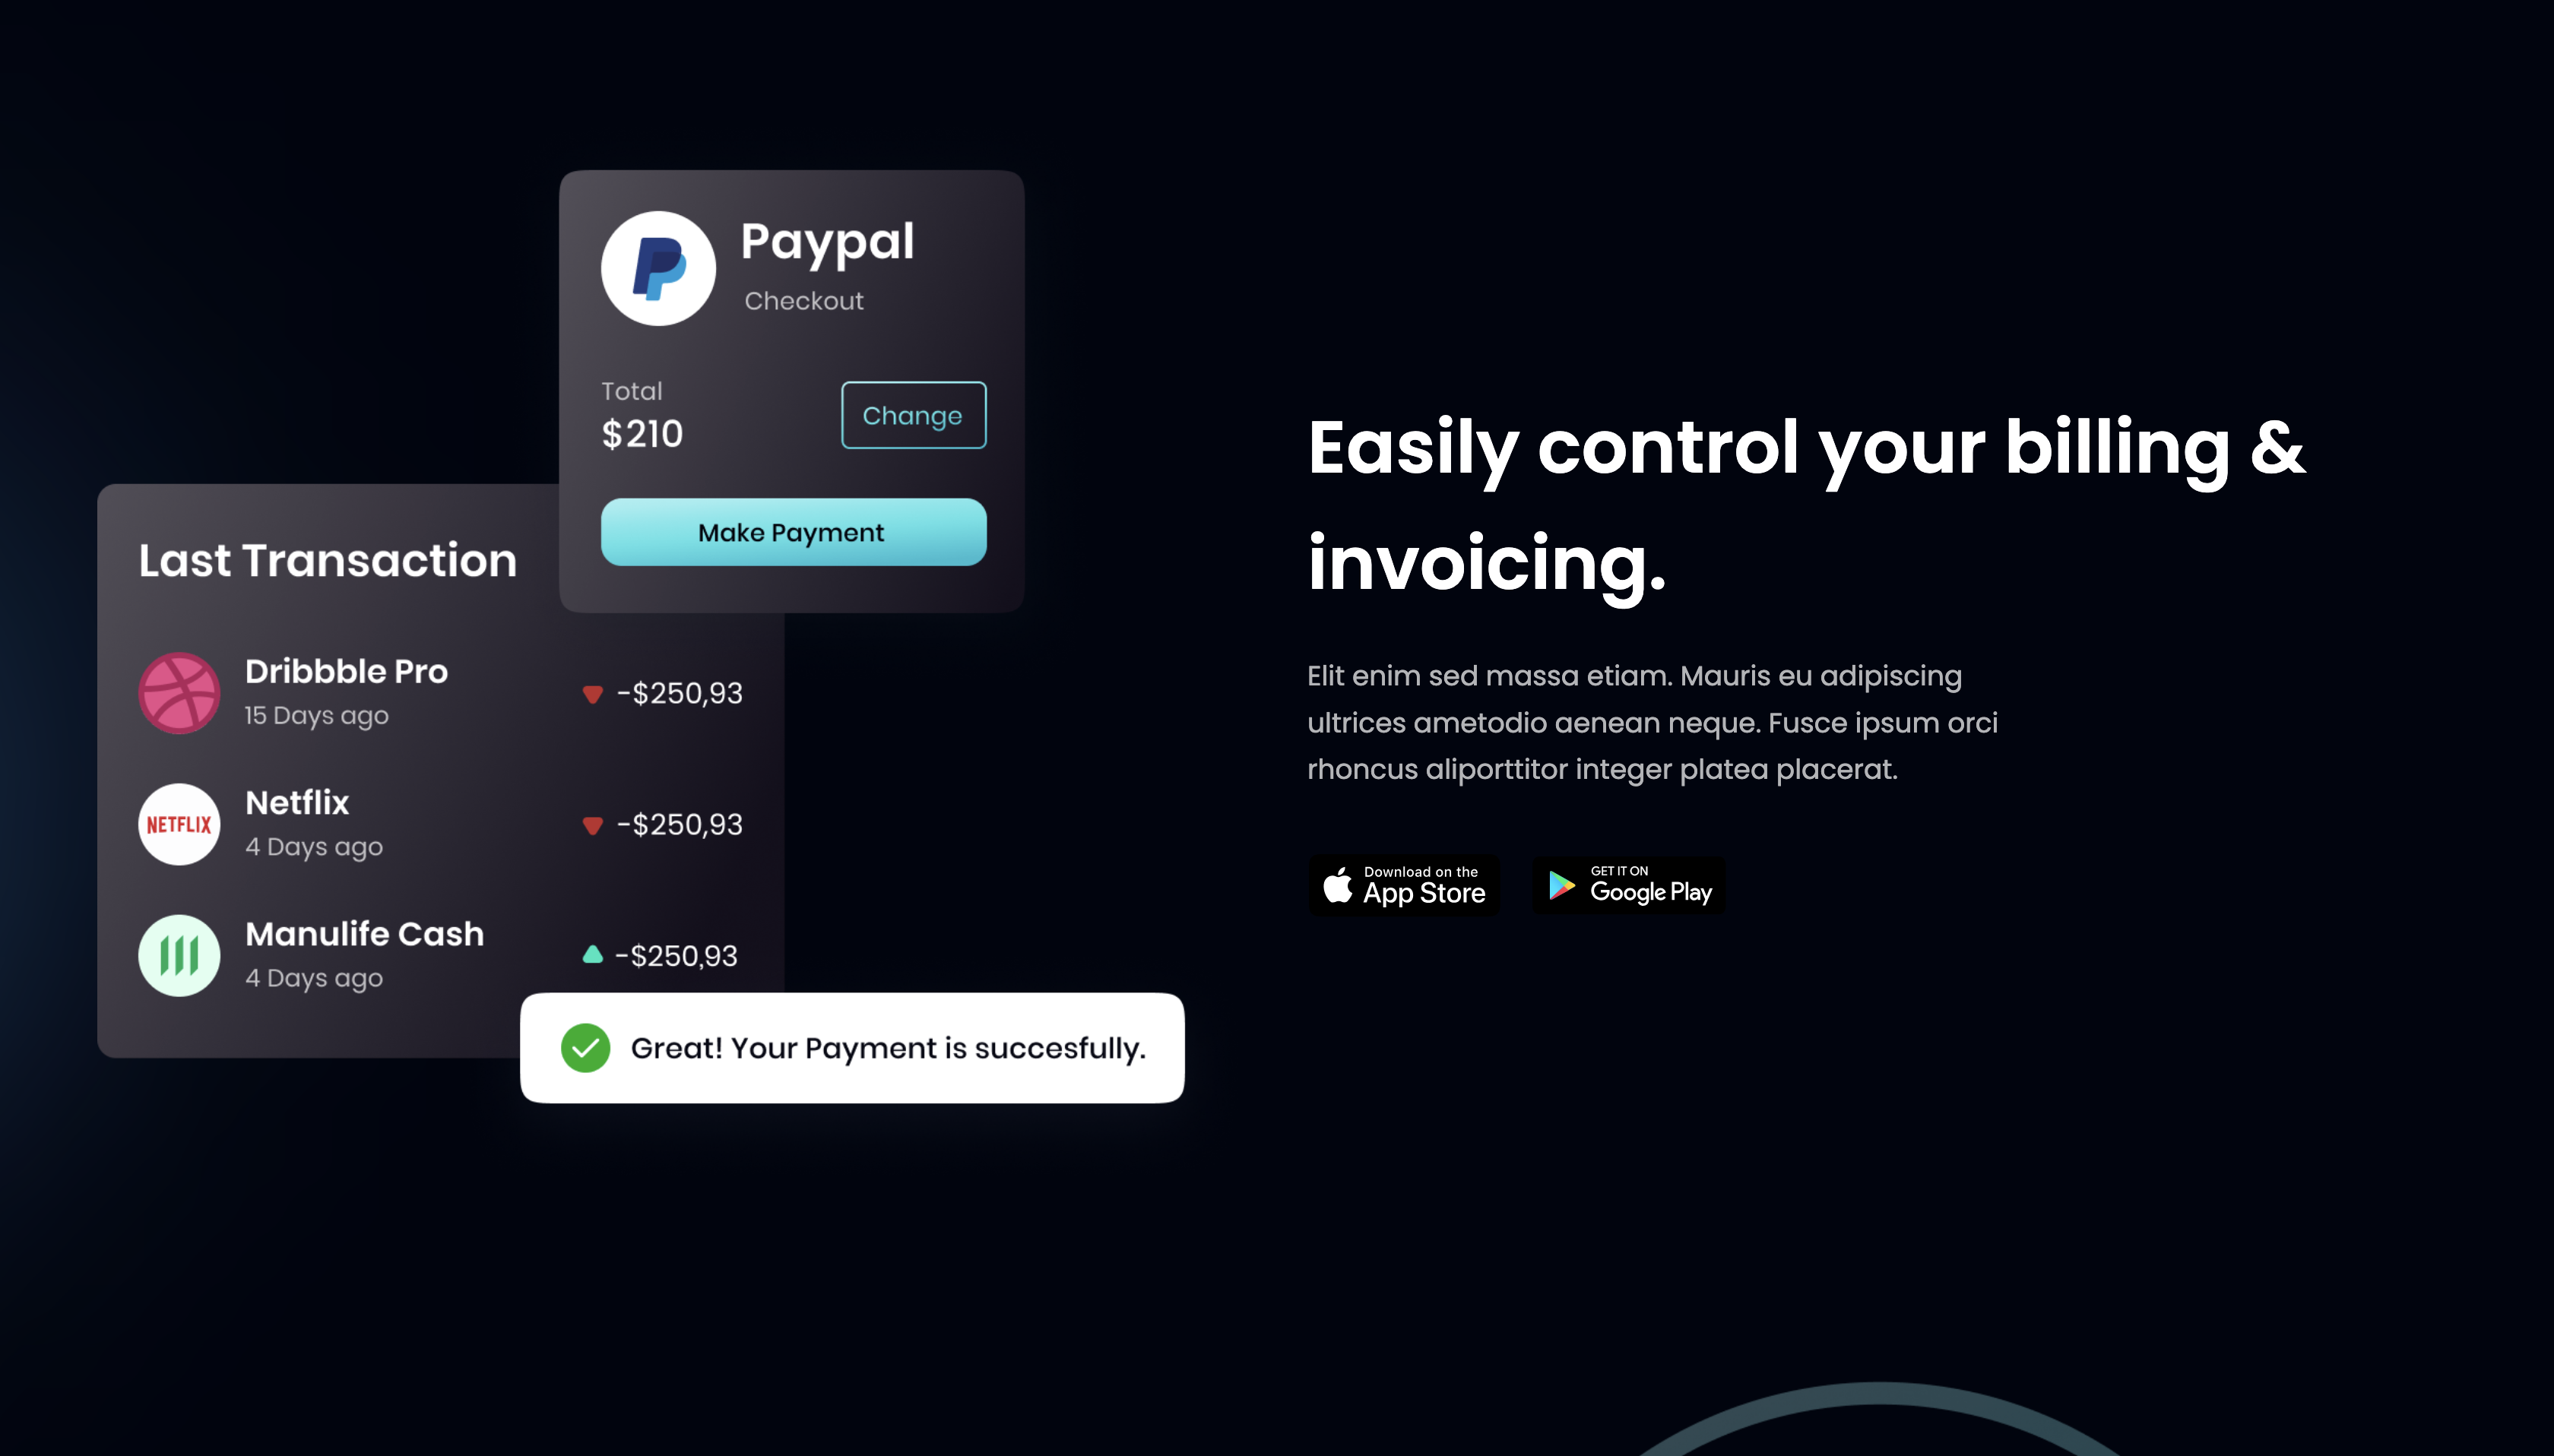 Paypal
Checkout
Total
$210
Change
Make Payment
Last Transaction
Dribbble Pro
15 Days ago
-$250,93
NETFLIX
Netflix
4 Days ago
-$250,93
Manulife Cash
4 Days ago
-$250,93
Great! Your Payment is succesfully.
Easily control your billing &
invoicing.
Elit enim sed massa etiam. Mauris eu adipiscing
ultrices ametodio aenean neque. Fusce ipsum orci
rhoncus aliporttitor integer platea placerat.
Download on the
App Store
GET IT ON
Google Play